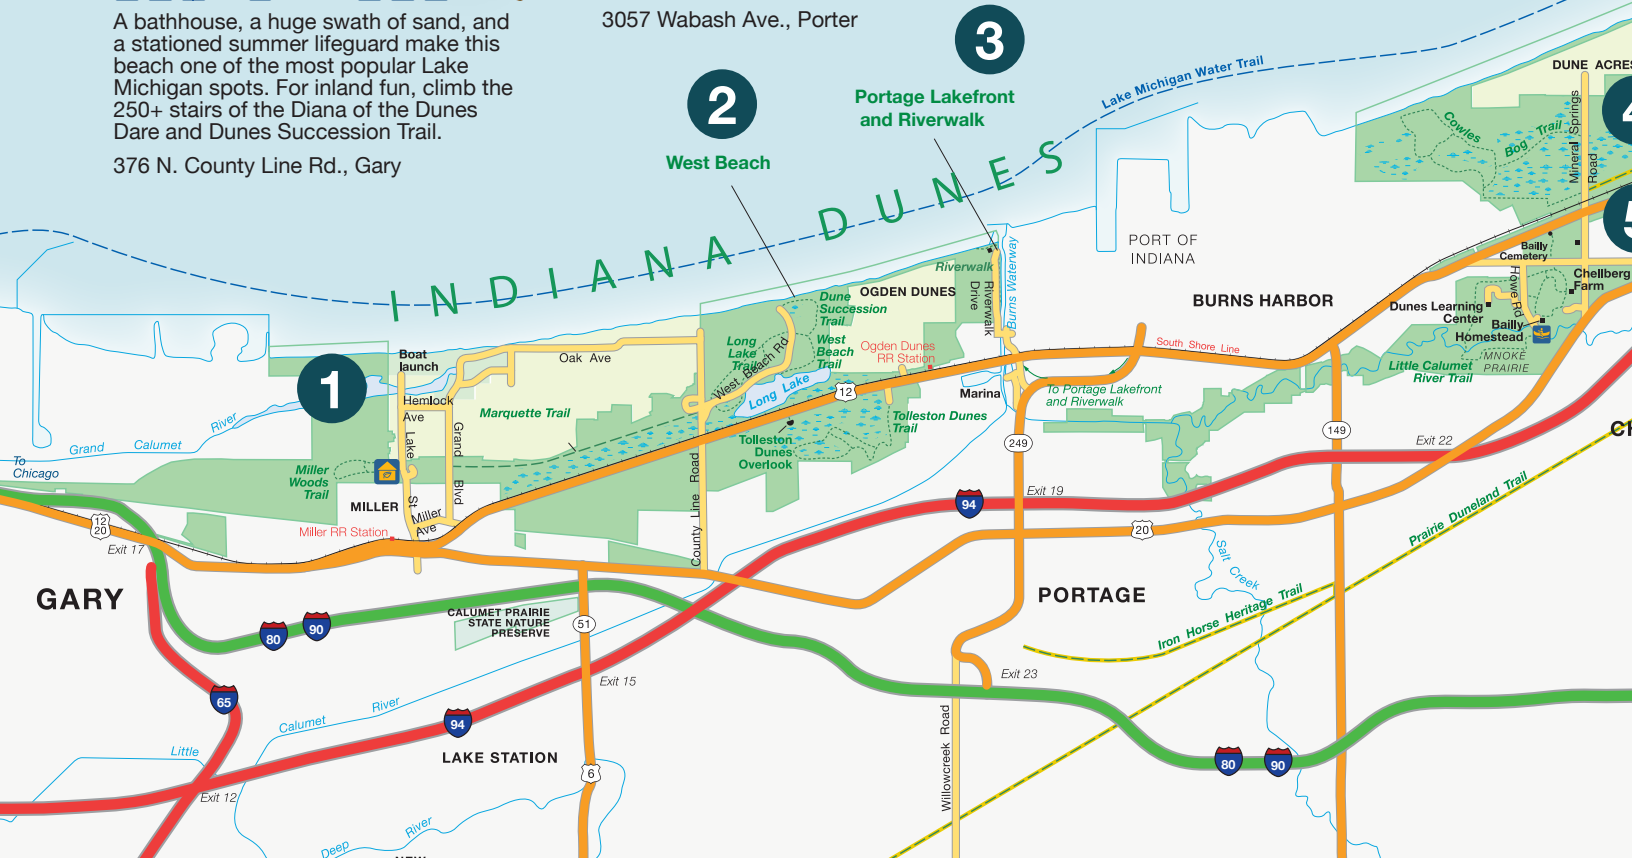 A bathhouse, a huge swath of sand, and
a stationed summer lifeguard make this
beach one of the most popular Lake
Michigan spots. For inland fun, climb the
250+ stairs of the Diana of the Dunes
Dare and Dunes Succession Trail.
376 N. County Line Rd., Gary
3057 Wabash Ave., Porter
2
West Beach
3
Portage Lakefront
and Riverwalk
Lake Michigan Water Trail
INDIANA DUNES
DUNE ACRES
4
Cowles
Bog Trail
Mineral Springs
Road
5
PORT OF
INDIANA
BURNS HARBOR
Bailly
Cemetery
Chellberg
Farm
Howe Rd
Dunes Learning
Center
Bailly
Homestead
MNOKE
PRAIRIE
Little Calumet
River Trail
South Shore Line
Riverwalk
Riverwalk
Drive
Burns Waterway
OGDEN DUNES
Dune
Succession
Trail
West
Beach
Trail
Long
Lake
Trail
West Beach Rd
Long Lake
Ogden Dunes
RR Station
12
Marina
To Portage Lakefront
and Riverwalk
Tolleston Dunes
Trail
Tolleston
Dunes
Overlook
1
Boat
launch
Oak Ave
Hemlock
Ave
Lake
St
Grand
Blvd
Marquette Trail
River
Grand Calumet
To
Chicago
Miller
Woods
Trail
MILLER
Miller
Ave
Miller RR Station
County Line Road
12
20
Exit 17
GARY
80
90
65
CALUMET PRAIRIE
STATE NATURE
PRESERVE
51
Exit 15
94
Calumet River
Little
LAKE STATION
Exit 12
6
Deep River
249
94
Exit 19
20
149
Exit 22
CH
Prairie Duneland Trail
Salt Creek
PORTAGE
Iron Horse Heritage Trail
Exit 23
Willowcreek Road
80
90